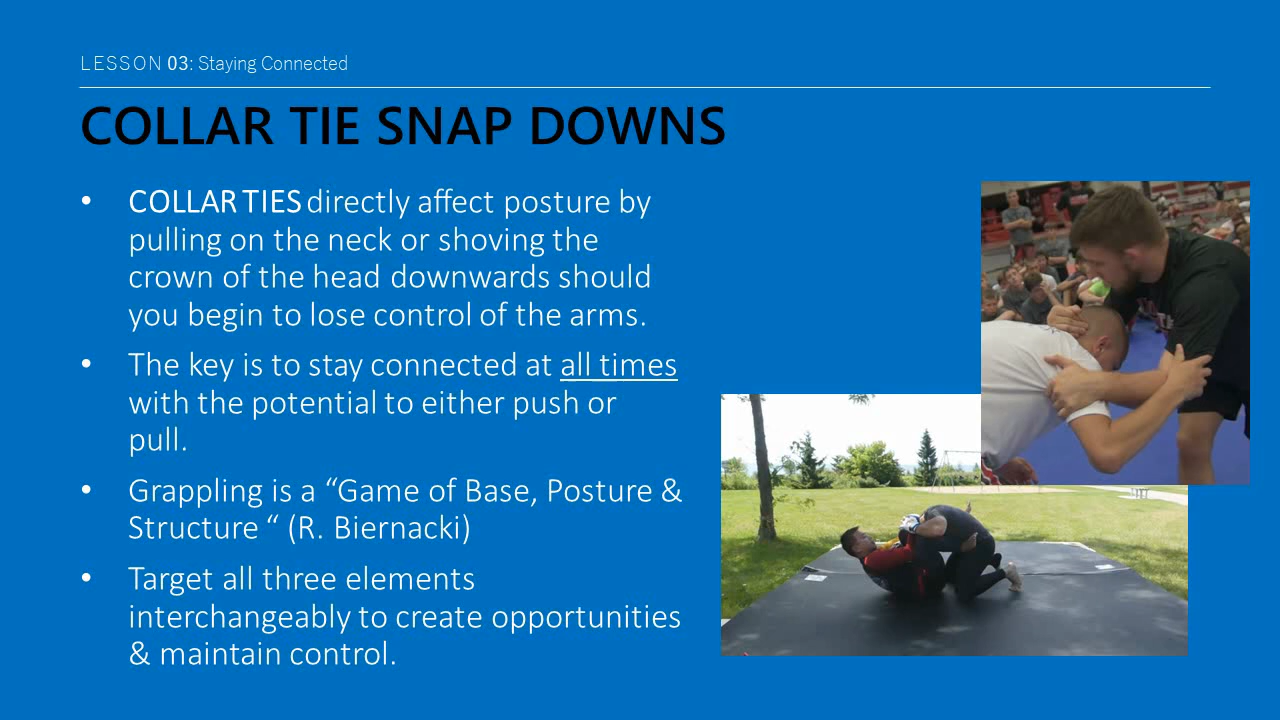 LESSON 03: Staying Connected
COLLAR TIE SNAP DOWNS
• COLLAR TIES directly affect posture by
pulling on the neck or shoving the
crown of the head downwards should
you begin to lose control of the arms.
• The key is to stay connected at all times
with the potential to either push or
pull.
• Grappling is a “Game of Base, Posture &
Structure “ (R. Biernacki)
• Target all three elements
interchangeably to create opportunities
& maintain control.